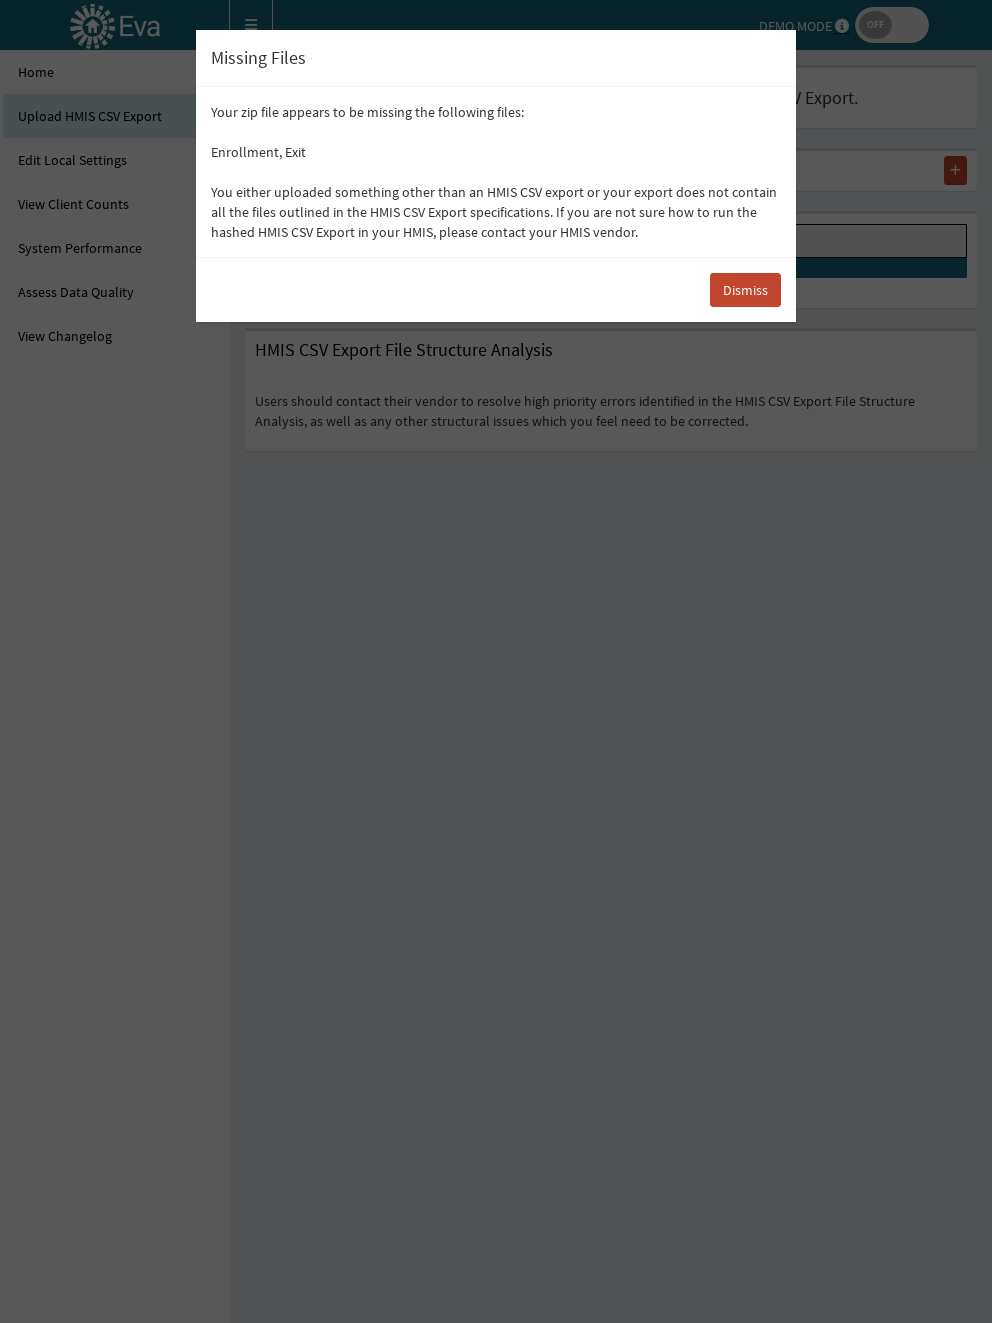 Eva
DEMO MODE
OFF
Home
Upload HMIS CSV Export
Edit Local Settings
View Client Counts
System Performance
Assess Data Quality
View Changelog
Export.
+
Missing Files
Your zip file appears to be missing the following files:
Enrollment, Exit
You either uploaded something other than an HMIS CSV export or your export does not contain
all the files outlined in the HMIS CSV Export specifications. If you are not sure how to run the
hashed HMIS CSV Export in your HMIS, please contact your HMIS vendor.
Dismiss
HMIS CSV Export File Structure Analysis
Users should contact their vendor to resolve high priority errors identified in the HMIS CSV Export File Structure
Analysis, as well as any other structural issues which you feel need to be corrected.